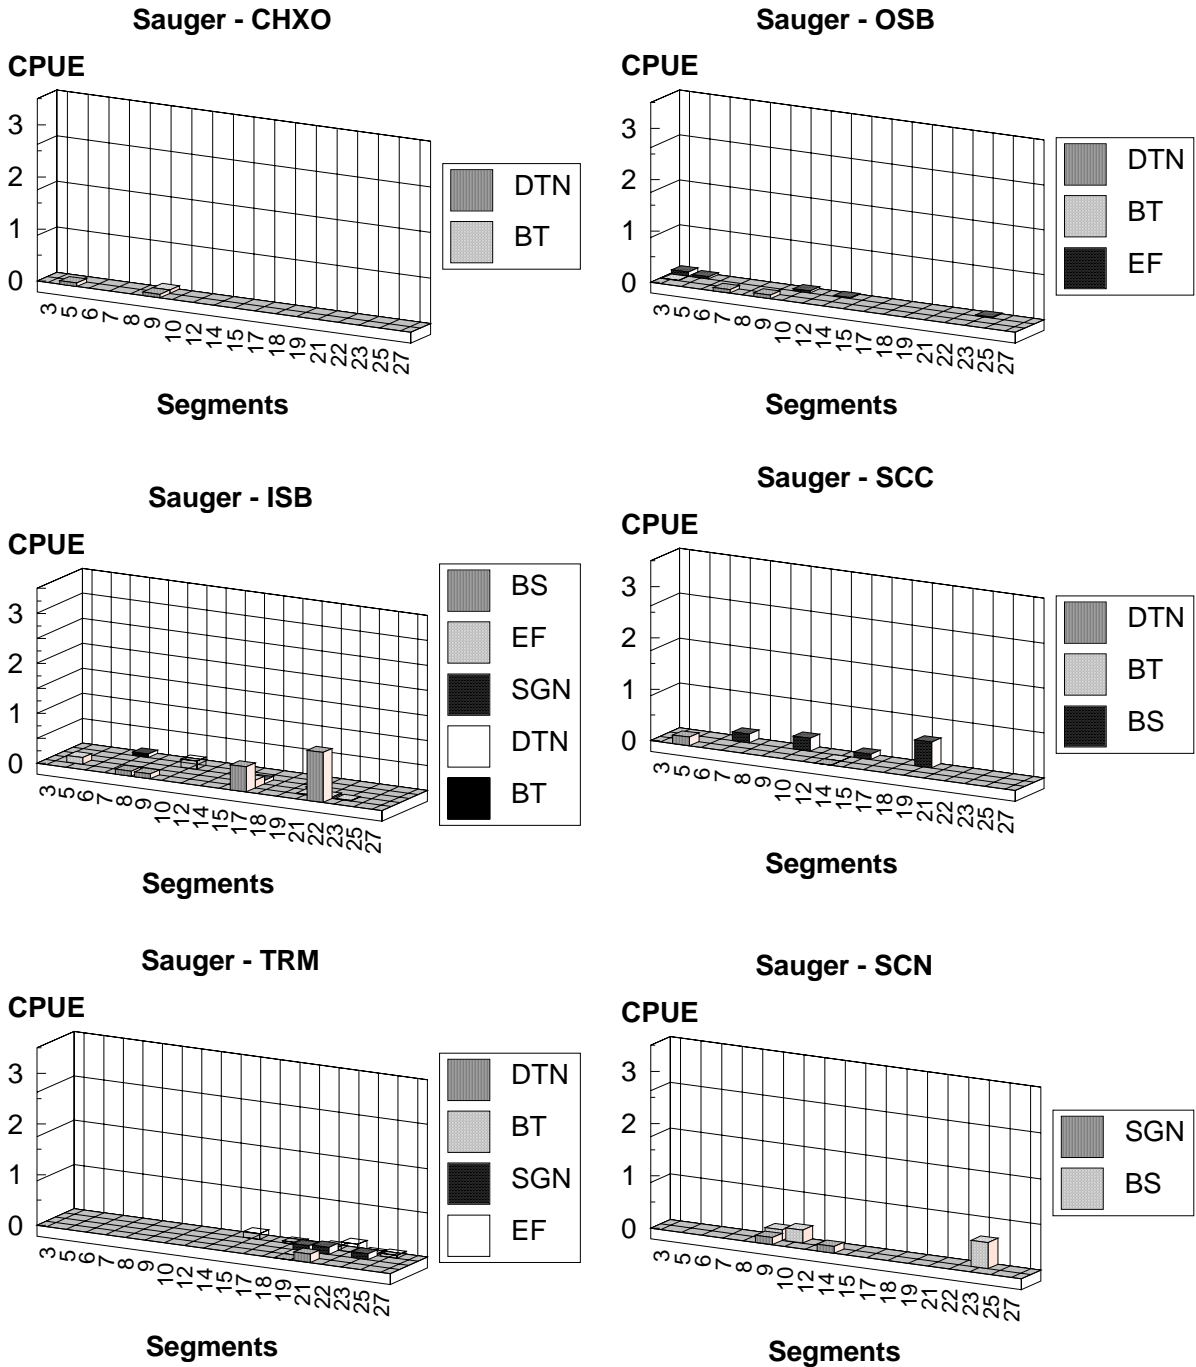 Sauger - CHXO
CPUE
3
2
1
0
3 5 6 7 8 9 10 12 14 15 17 18 19 21 22 23 25 27
Segments
DTN
BT
Sauger - OSB
CPUE
3
2
1
0
3 5 6 7 8 9 10 12 14 15 17 18 19 21 22 23 25 27
Segments
DTN
BT
EF
Sauger - ISB
CPUE
3
2
1
0
3 5 6 7 8 9 10 12 14 15 17 18 19 21 22 23 25 27
Segments
BS
EF
SGN
DTN
BT
Sauger - SCC
CPUE
3
2
1
0
3 5 6 7 8 9 10 12 14 15 17 18 19 21 22 23 25 27
Segments
DTN
BT
BS
Sauger - TRM
CPUE
3
2
1
0
3 5 6 7 8 9 10 12 14 15 17 18 19 21 22 23 25 27
Segments
DTN
BT
SGN
EF
Sauger - SCN
CPUE
3
2
1
0
3 5 6 7 8 9 10 12 14 15 17 18 19 21 22 23 25 27
Segments
SGN
BS